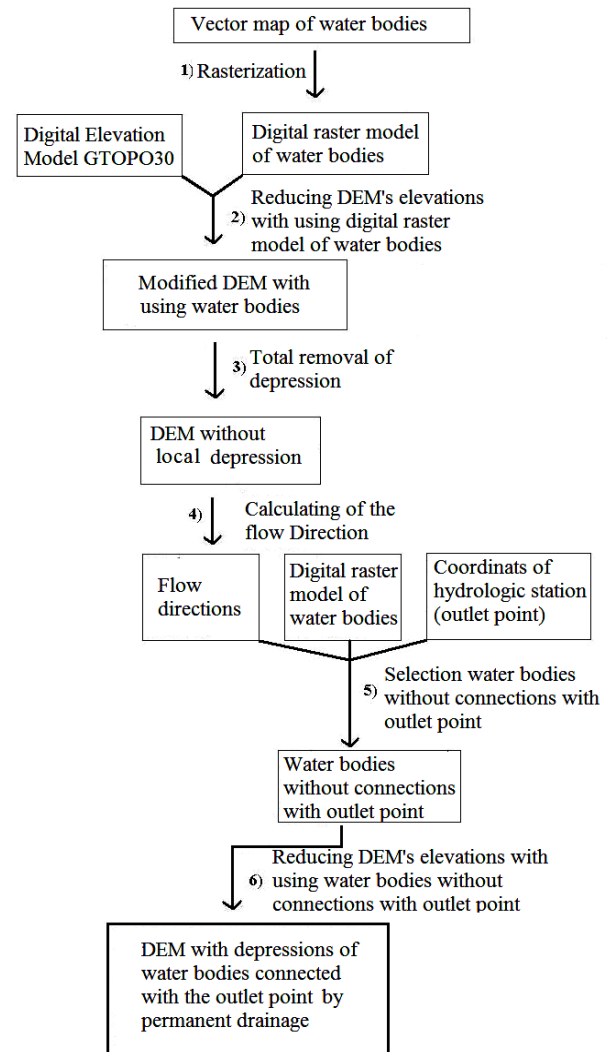 Vector map of water bodies
1) Rasterization
Digital Elevation
Model GTOPO30
Digital raster model
of water bodies
2) Reducing DEM's elevations
with using digital raster
model of water bodies
Modified DEM with
using water bodies
3) Total removal of
depression
DEM without
local depression
4) Calculating of the
flow Direction
Flow
directions
Digital raster
model of
water bodies
Coordinats of
hydrologic station
(outlet point)
5) Selection water bodies
without connections with
outlet point
Water bodies
without connections
with outlet point
6) Reducing DEM's elevations with
using water bodies without
connections with outlet point
DEM with depressions of
water bodies connected
with the outlet point by
permanent drainage